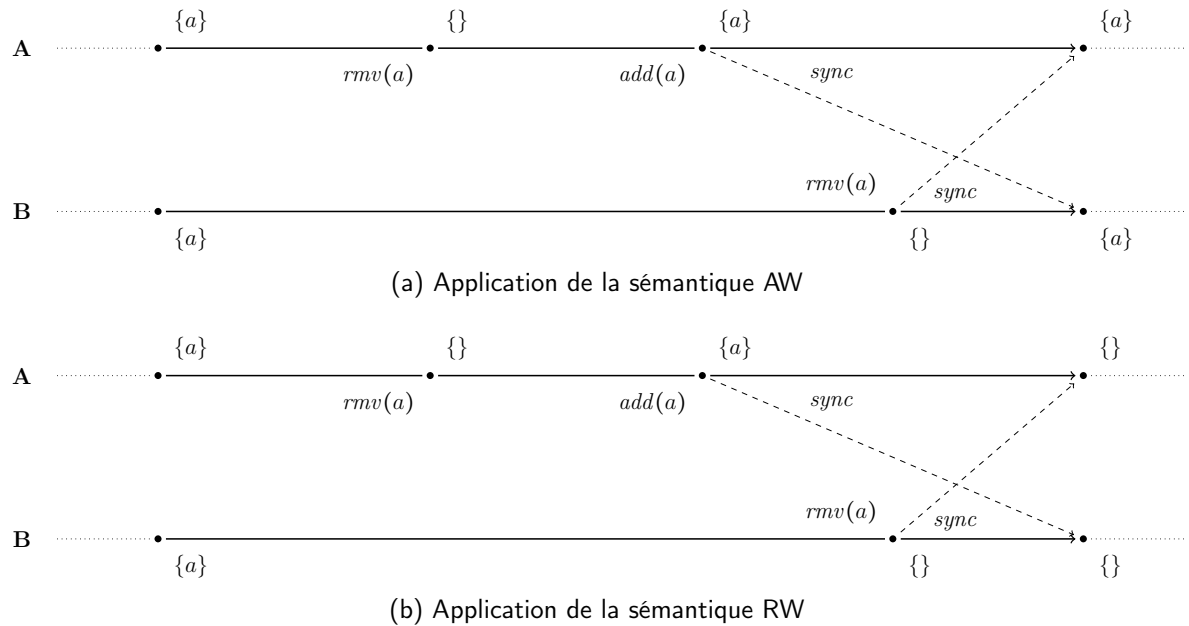 {a} {} {a} {a}
A
rmv(a) add(a) sync
rmv(a)
sync
B
{a} {} {a}
(a) Application de la sémantique AW
{a} {} {a} {}
A
rmv(a) add(a) sync
rmv(a)
sync
B
{a} {} {}
(b) Application de la sémantique RW